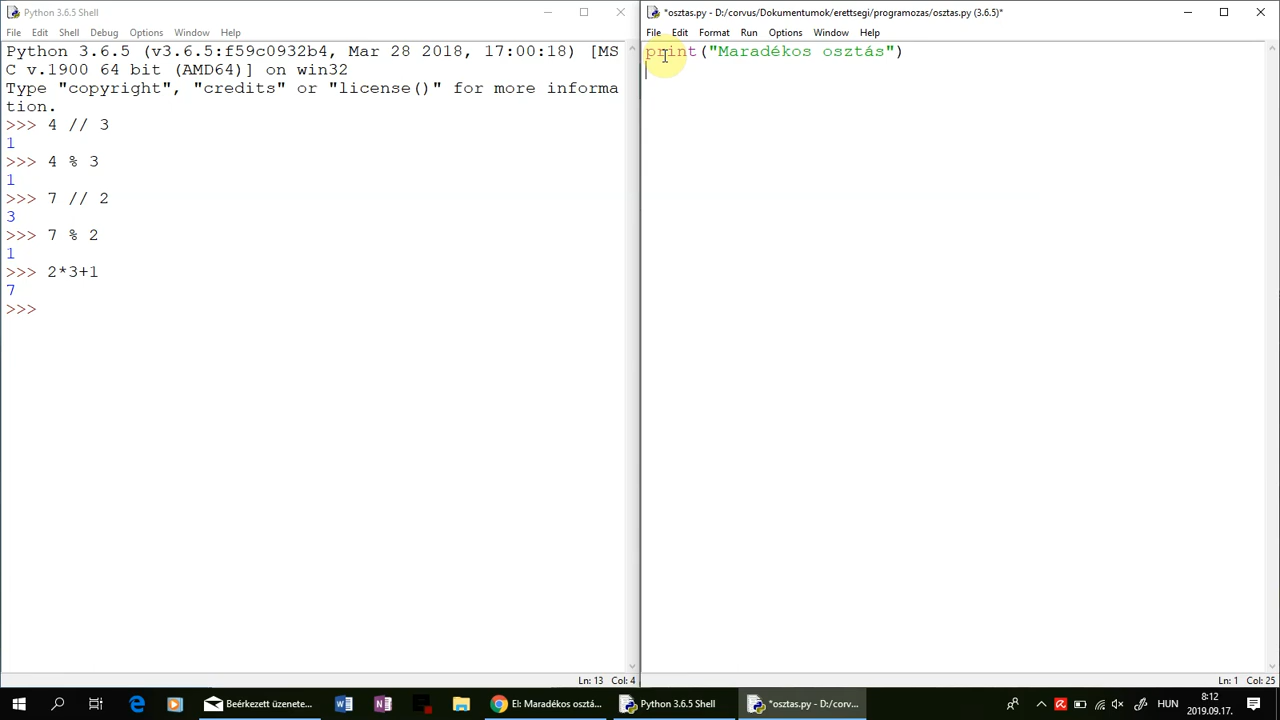 Python 3.6.5 Shell
File Edit Shell Debug Options Window Help
Python 3.6.5 (v3.6.5:f59c0932b4, Mar 28 2018, 17:00:18) [MS
C v.1900 64 bit (AMD64)] on win32
Type "copyright", "credits" or "license()" for more informa
tion.
>>> 4 // 3
1
>>> 4 % 3
1
>>> 7 // 2
3
>>> 7 % 2
1
>>> 2*3+1
7
>>>
Ln: 13 Col: 4
*osztas.py - D:/corvus/Dokumentumok/erettsegi/programozas/osztas.py (3.6.5)*
File Edit Format Run Options Window Help
print("Maradékos osztás")
Ln: 1 Col: 25
Beérkezett üzenete...
El: Maradékos osztá...
Python 3.6.5 Shell
*osztas.py - D:/corv...
HUN
8:12
2019.09.17.